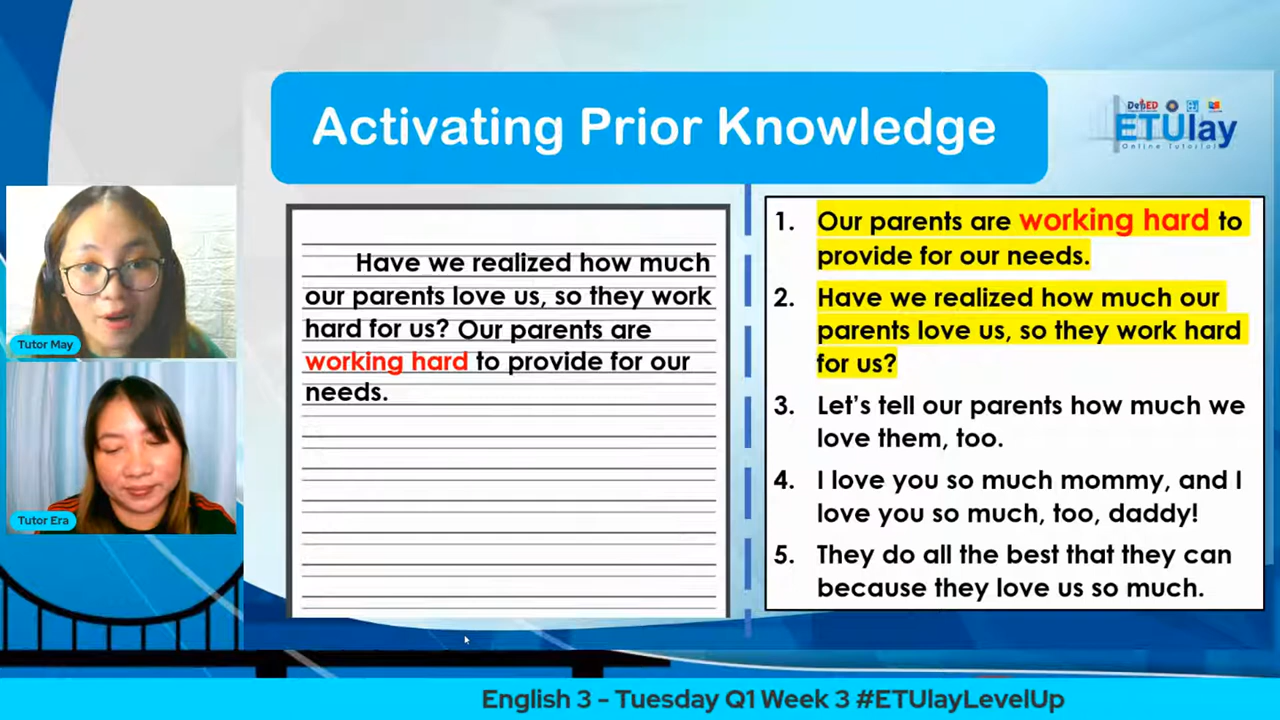 Activating Prior Knowledge
DepED
ETUlay
Online Tutorial
Have we realized how much
our parents love us, so they work
hard for us? Our parents are
working hard to provide for our
needs.
1. Our parents are working hard to
provide for our needs.
2. Have we realized how much our
parents love us, so they work hard
for us?
3. Let's tell our parents how much we
love them, too.
4. I love you so much mommy, and I
love you so much, too, daddy!
5. They do all the best that they can
because they love us so much.
Tutor May
Tutor Era
English 3 - Tuesday Q1 Week 3 #ETUlayLevelUp